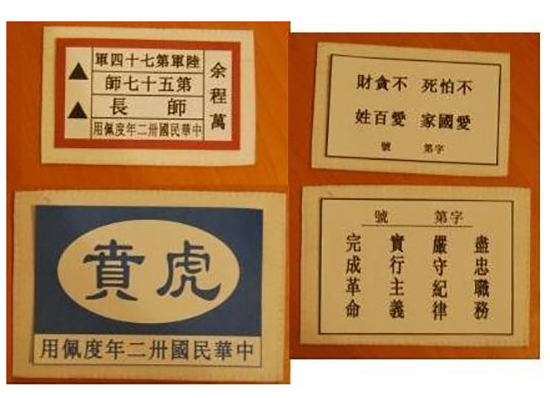 余程萬
陸軍第七十四軍
第五十七師
師長
中華民國卅二年度佩用
不怕死 不貪財
愛國家 愛百姓
字第 號
虎賁
中華民國卅二年度佩用
字第 號
盡忠職務
嚴守紀律
實行主義
完成革命